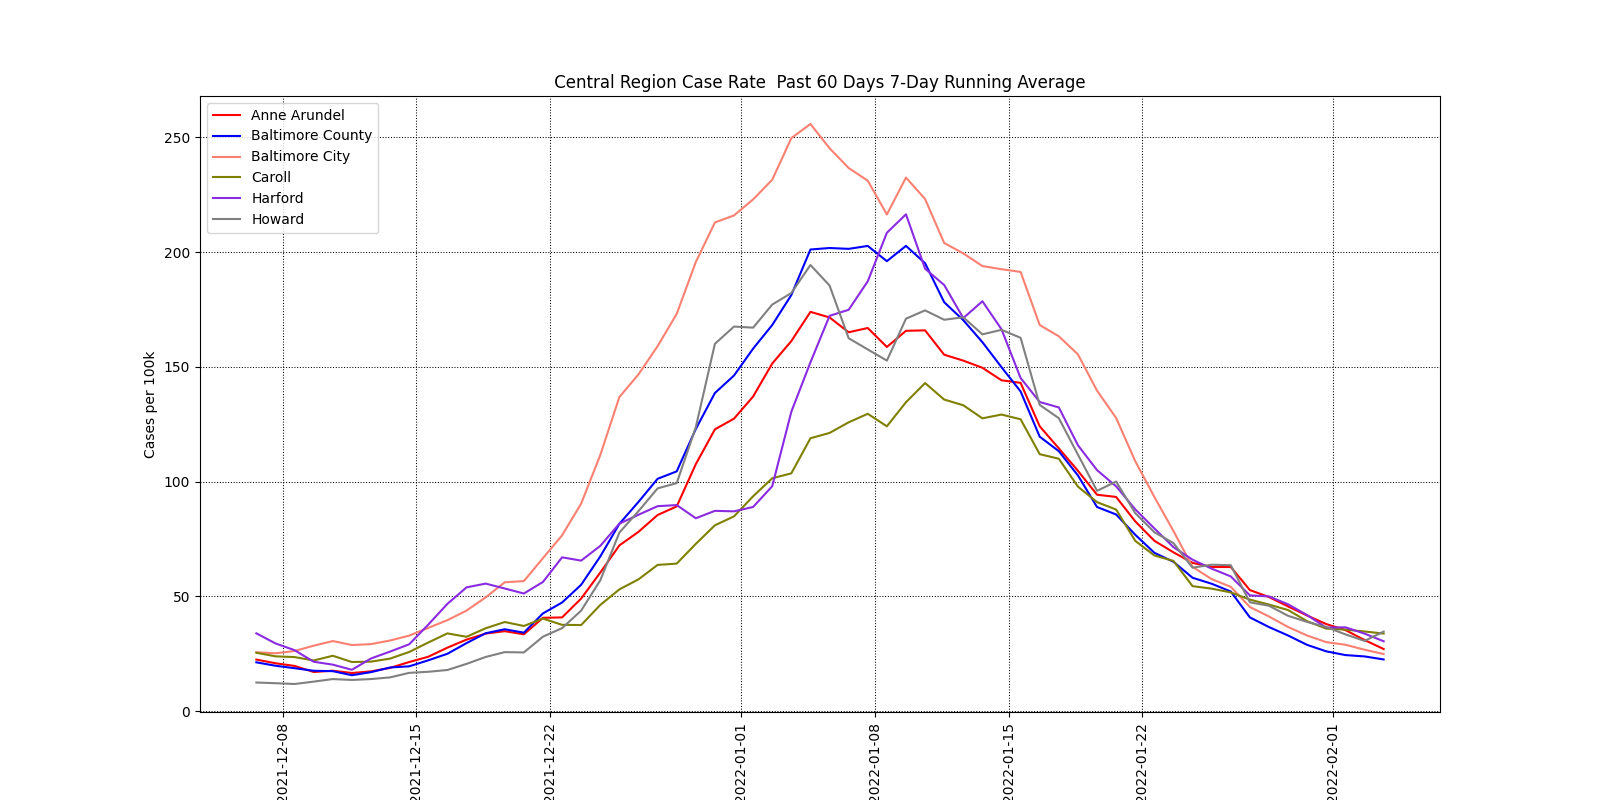 Central Region Case Rate  Past 60 Days 7-Day Running Average
Anne Arundel
Baltimore County
Baltimore City
Caroll
Harford
Howard
Cases per 100k
250
200
150
100
50
0
2021-12-08
2021-12-15
2021-12-22
2022-01-01
2022-01-08
2022-01-15
2022-01-22
2022-02-01